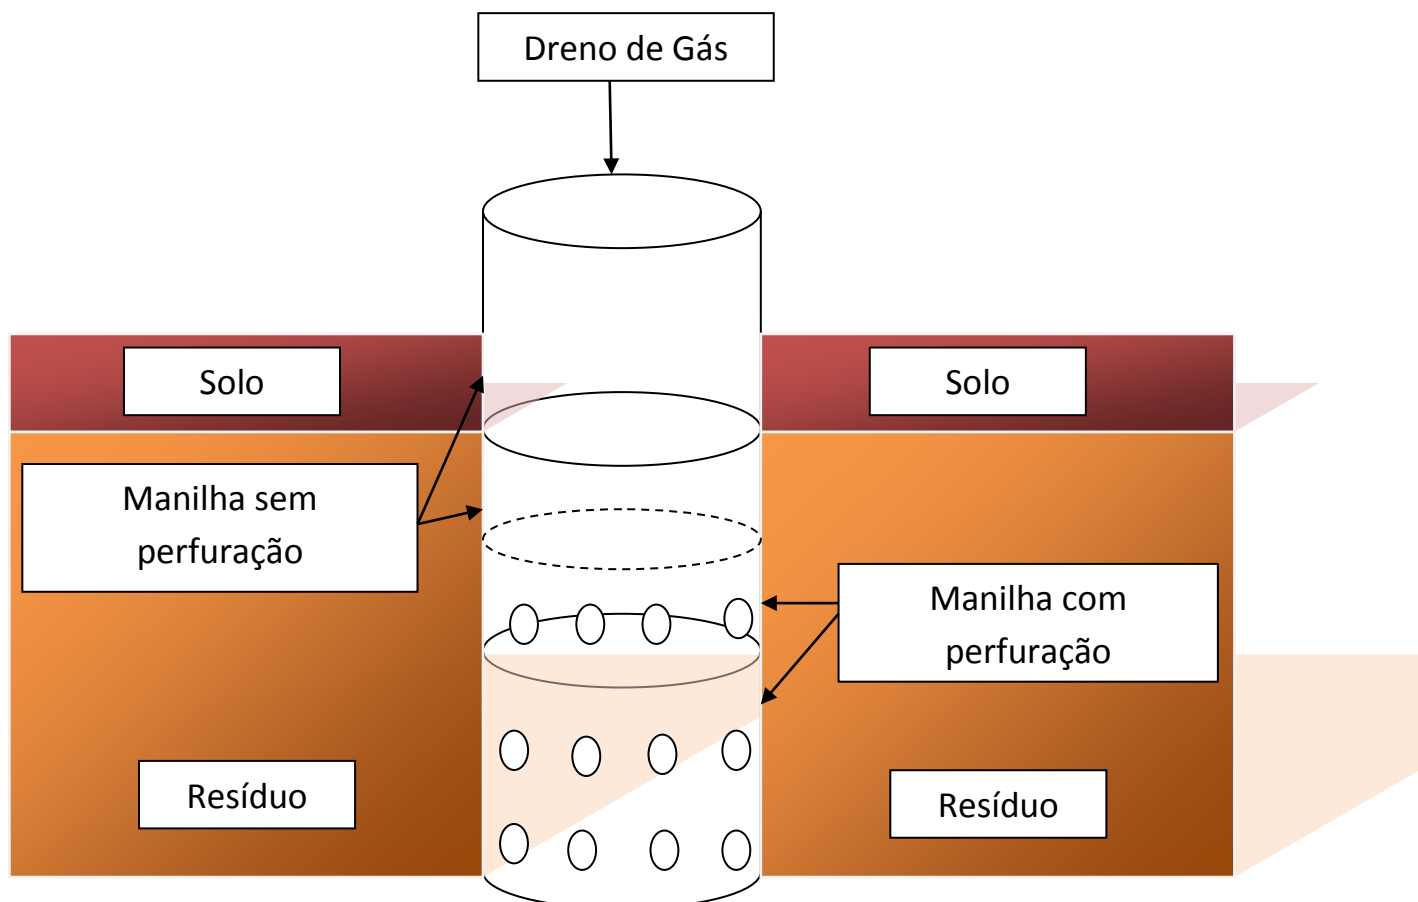 Dreno de Gás
Solo
Solo
Manilha sem
perfuração
Manilha com
perfuração
Resíduo
Resíduo